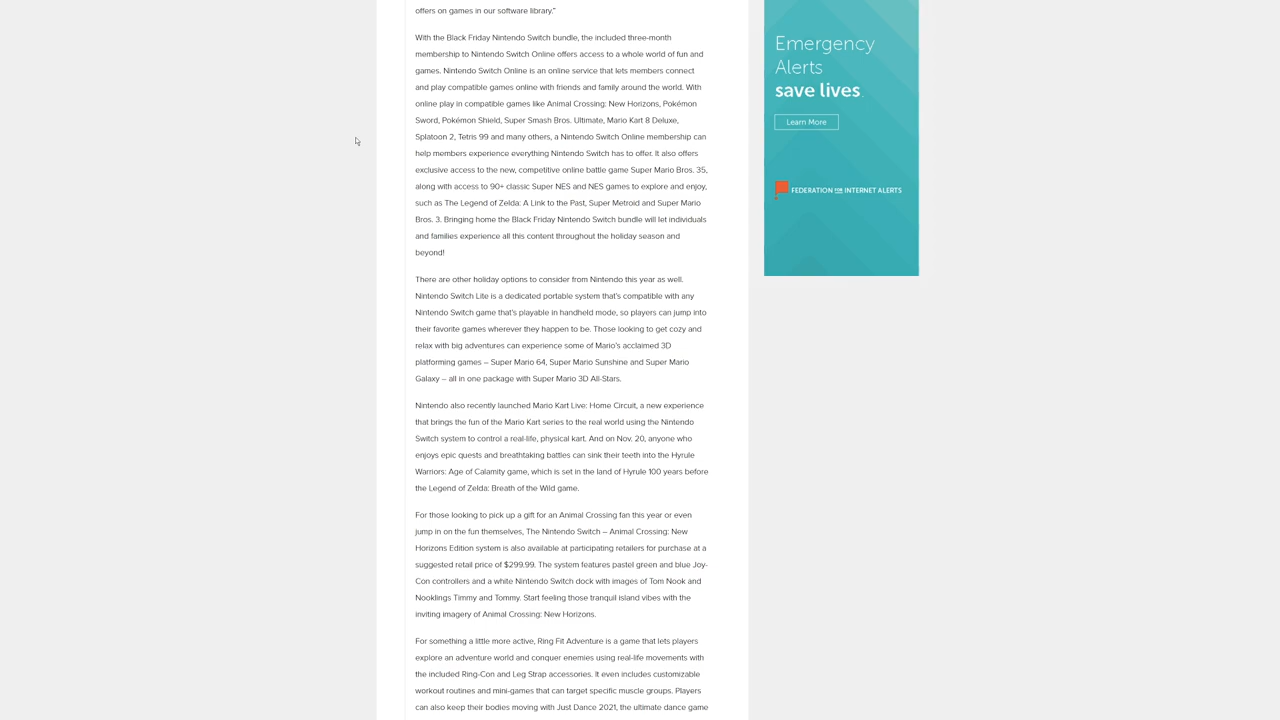 offers on games in our software library."
With the Black Friday Nintendo Switch bundle, the included three-month
membership to Nintendo Switch Online offers access to a whole world of fun and
games. Nintendo Switch Online is an online service that lets members connect
and play compatible games online with friends and family around the world. With
online play in compatible games like Animal Crossing: New Horizons, Pokémon
Sword, Pokémon Shield, Super Smash Bros. Ultimate, Mario Kart 8 Deluxe,
Splatoon 2, Tetris 99 and many others, a Nintendo Switch Online membership can
help members experience everything Nintendo Switch has to offer. It also offers
exclusive access to the new, competitive online battle game Super Mario Bros. 35,
along with access to 90+ classic Super NES and NES games to explore and enjoy,
such as The Legend of Zelda: A Link to the Past, Super Metroid and Super Mario
Bros. 3. Bringing home the Black Friday Nintendo Switch bundle will let individuals
and families experience all this content throughout the holiday season and
beyond!
There are other holiday options to consider from Nintendo this year as well.
Nintendo Switch Lite is a dedicated portable system that's compatible with any
Nintendo Switch game that's playable in handheld mode, so players can jump into
their favorite games wherever they happen to be. Those looking to get cozy and
relax with big adventures can experience some of Mario's acclaimed 3D
platforming games – Super Mario 64, Super Mario Sunshine and Super Mario
Galaxy – all in one package with Super Mario 3D All-Stars.
Nintendo also recently launched Mario Kart Live: Home Circuit, a new experience
that brings the fun of the Mario Kart series to the real world using the Nintendo
Switch system to control a real-life, physical kart. And on Nov. 20, anyone who
enjoys epic quests and breathtaking battles can sink their teeth into the Hyrule
Warriors: Age of Calamity game, which is set in the land of Hyrule 100 years before
the Legend of Zelda: Breath of the Wild game.
For those looking to pick up a gift for an Animal Crossing fan this year or even
jump in on the fun themselves, The Nintendo Switch – Animal Crossing: New
Horizons Edition system is also available at participating retailers for purchase at a
suggested retail price of $299.99. The system features pastel green and blue Joy-
Con controllers and a white Nintendo Switch dock with images of Tom Nook and
Nooklings Timmy and Tommy. Start feeling those tranquil island vibes with the
inviting imagery of Animal Crossing: New Horizons.
For something a little more active, Ring Fit Adventure is a game that lets players
explore an adventure world and conquer enemies using real-life movements with
the included Ring-Con and Leg Strap accessories. It even includes customizable
workout routines and mini-games that can target specific muscle groups. Players
can also keep their bodies moving with Just Dance 2021, the ultimate dance game
Emergency
Alerts
save lives.
Learn More
FEDERATION FOR INTERNET ALERTS